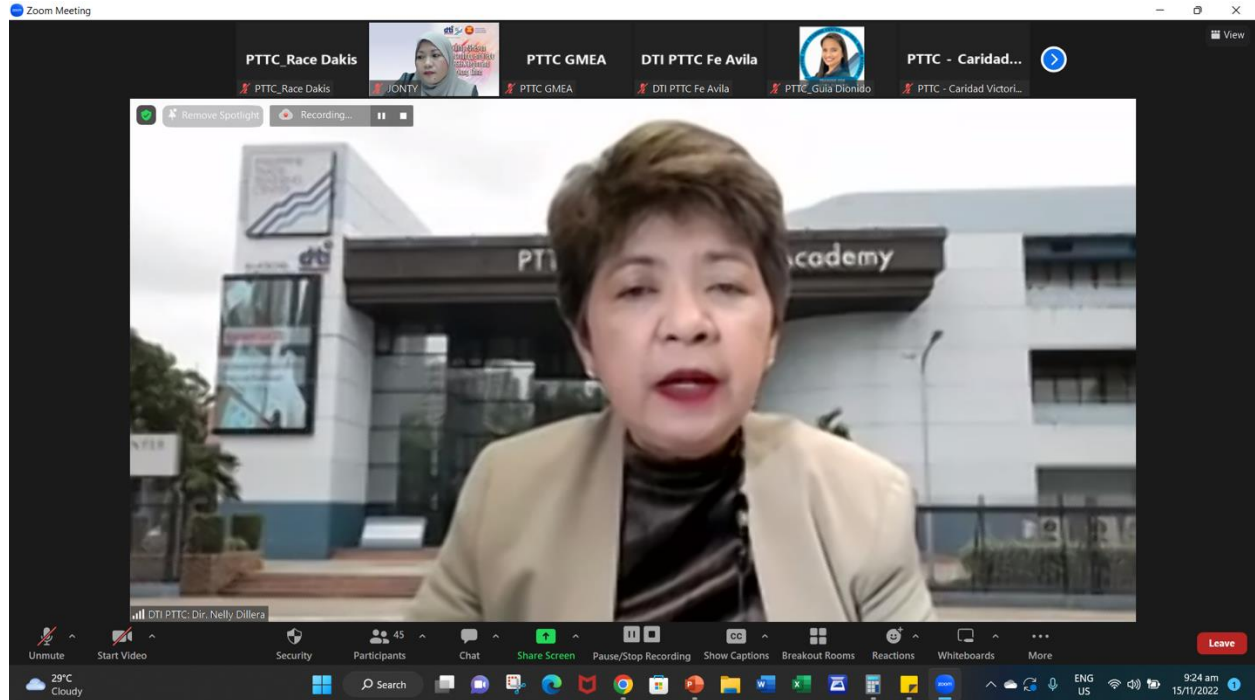 Zoom Meeting
View
PTTC_Race Dakis
PTTC GMEA
DTI PTTC Fe Avila
PTTC - Caridad...
PTTC_Race Dakis
JONTY
PTTC GMEA
DTI PTTC Fe Avila
PTTC_Guia Dionido
PTTC - Caridad Victori...
Remove Spotlight
Recording...
dti
PT
cademy
DTI PTTC: Dir. Nelly Dillera
Unmute
Start Video
Security
Participants
45
Chat
Share Screen
Pause/Stop Recording
CC
Show Captions
Breakout Rooms
Reactions
Whiteboards
More
Leave
29°C
Cloudy
Search
ENG
US
9:24 am
15/11/2022
1